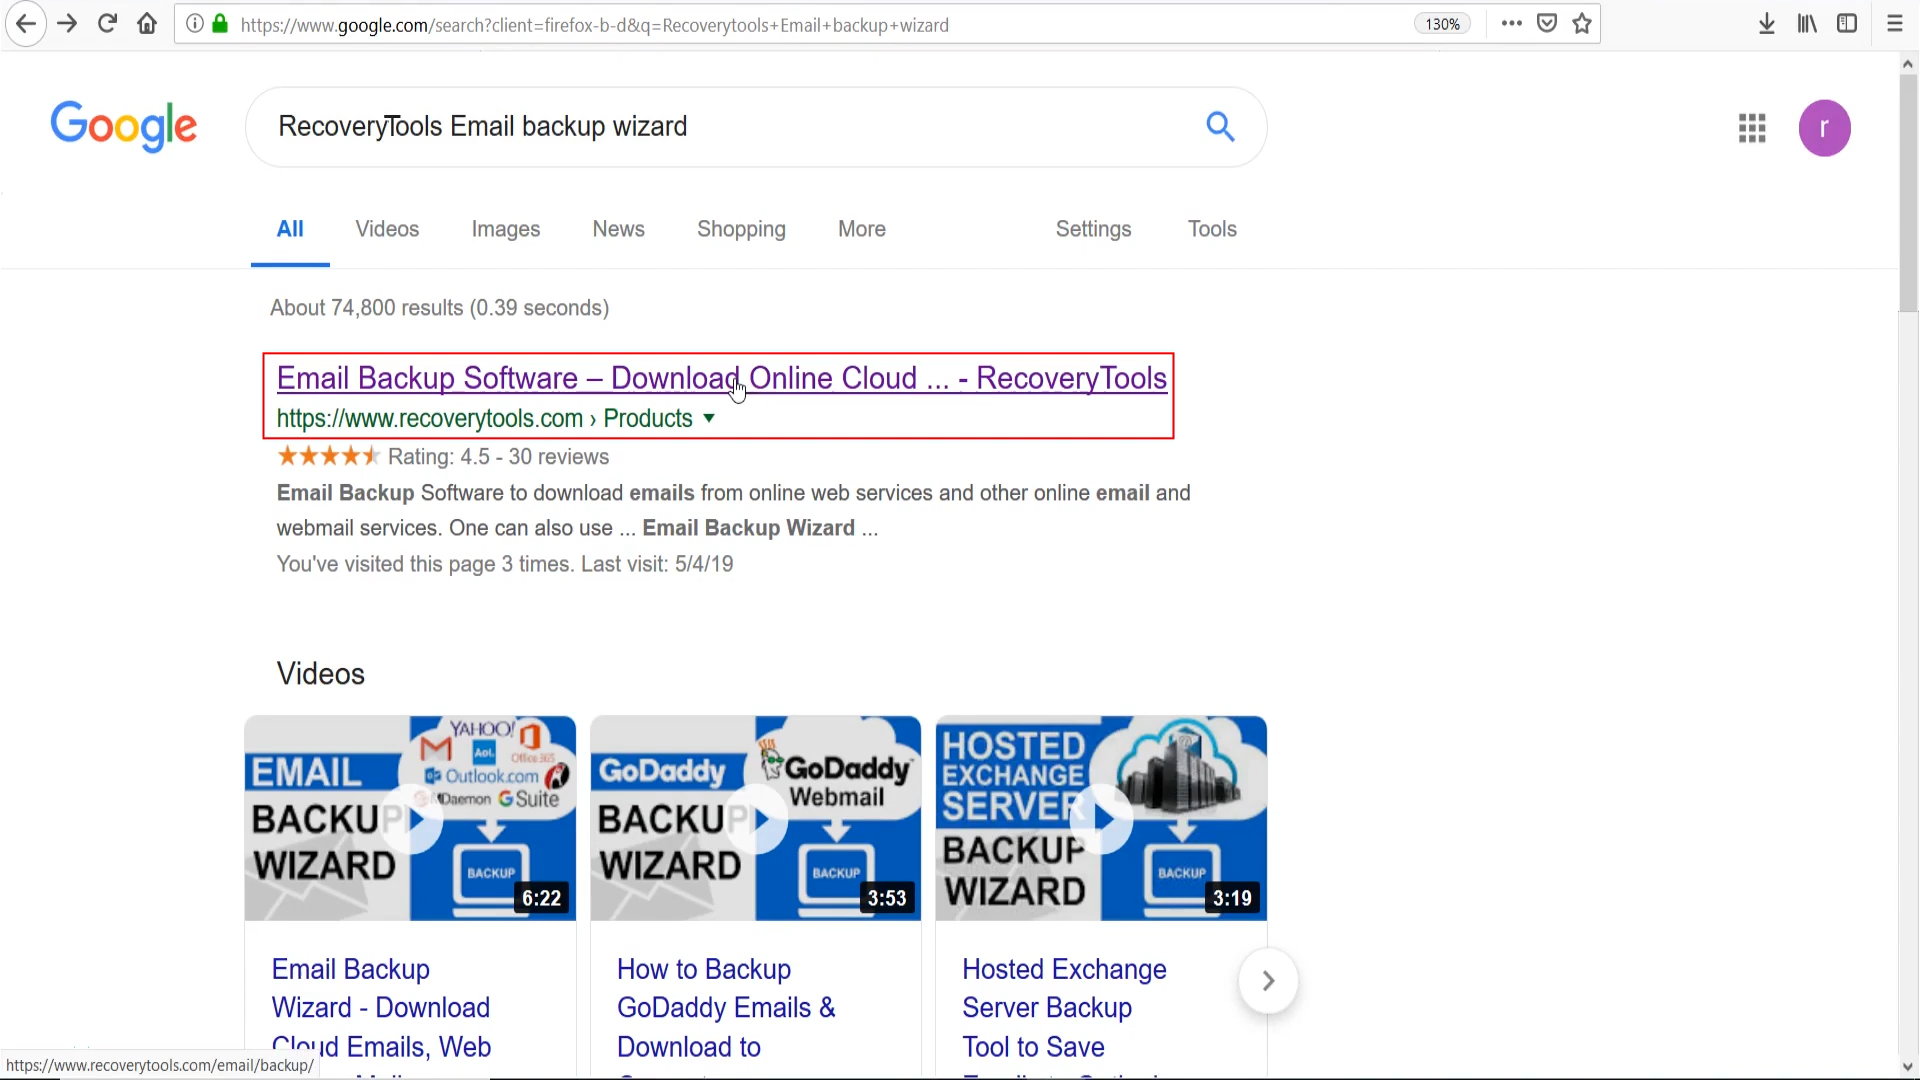 https://www.google.com/search?client=firefox-b-d&q=Recoverytools+Email+backup+wizard
130%
Google
RecoveryTools Email backup wizard
r
All Videos Images News Shopping More Settings Tools
About 74,800 results (0.39 seconds)
Email Backup Software – Download Online Cloud ... - RecoveryTools
https://www.recoverytools.com › Products
Rating: 4.5 - 30 reviews
Email Backup Software to download emails from online web services and other online email and
webmail services. One can also use ... Email Backup Wizard ...
You've visited this page 3 times. Last visit: 5/4/19
Videos
EMAIL
BACKUP
WIZARD
YAHOO!
Aol.
Office 365
Outlook.com
MDaemon G Suite
BACKUP
6:22
GoDaddy
BACKUP
WIZARD
GoDaddy
Webmail
BACKUP
3:53
HOSTED
EXCHANGE
SERVER
BACKUP
WIZARD
BACKUP
3:19
Email Backup
Wizard - Download
Cloud Emails, Web
How to Backup
GoDaddy Emails &
Download to
Hosted Exchange
Server Backup
Tool to Save
https://www.recoverytools.com/email/backup/